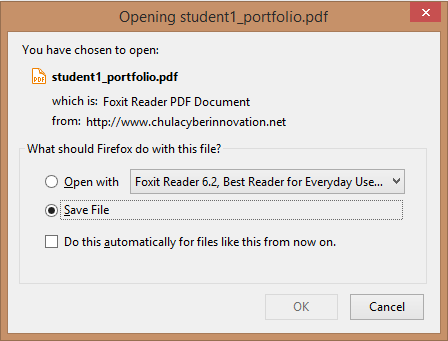 Opening student1_portfolio.pdf
You have chosen to open:
student1_portfolio.pdf
which is: Foxit Reader PDF Document
from: http://www.chulacyberinnovation.net
What should Firefox do with this file?
Open with Foxit Reader 6.2, Best Reader for Everyday Use...
Save File
Do this automatically for files like this from now on.
OK Cancel